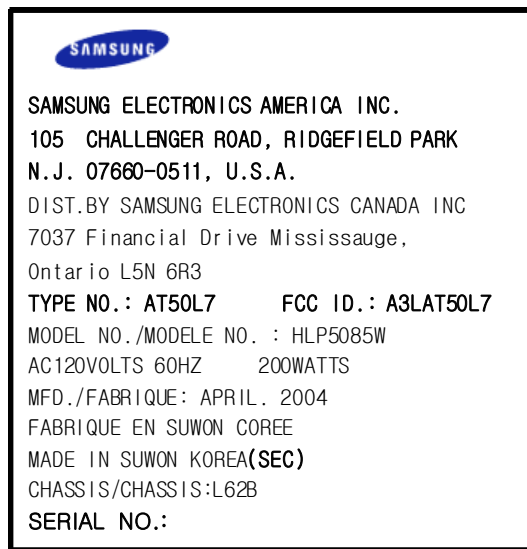 SAMSUNG
SAMSUNG ELECTRONICS AMERICA INC.
105 CHALLENGER ROAD, RIDGEFIELD PARK
N.J. 07660-0511, U.S.A.
DIST.BY SAMSUNG ELECTRONICS CANADA INC
7037 Financial Drive Mississauge,
Ontario L5N 6R3
TYPE NO.: AT50L7 FCC ID.: A3LAT50L7
MODEL NO./MODELE NO. : HLP5085W
AC120VOLTS 60HZ 200WATTS
MFD./FABRIQUE: APRIL. 2004
FABRIQUE EN SUWON COREE
MADE IN SUWON KOREA(SEC)
CHASSIS/CHASSIS:L62B
SERIAL NO.: